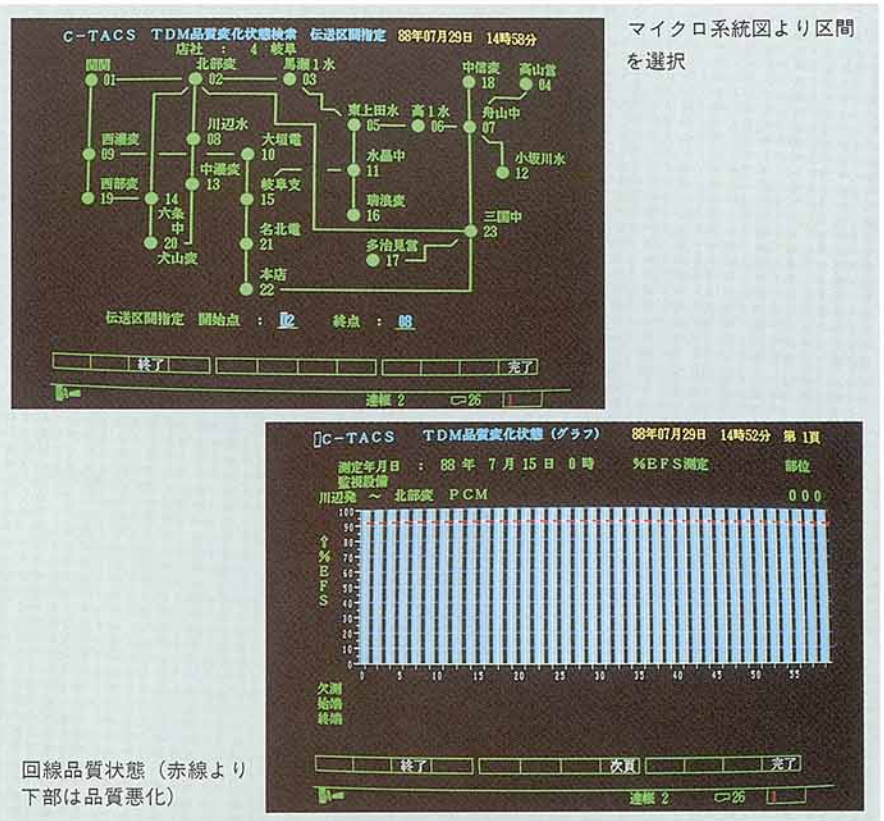 C-TACS TDM品質変化状態検索 伝送区間指定 88年07月29日 14時58分
店社 : 4 岐阜
関開 北部変 馬瀬1水 中信変 高山営
01 02 03 18 04
川辺水 東上田水 高1水 舟山中
08 05 06 07
西濃変 大垣電 水晶中 小坂川水
09 10 11 12
中濃変
13
西部変 岐阜支 瑞浪変
19 14 15 16
六条中 名北電 三国中
20 21 23
犬山変 多治見営
17
本店
22
伝送区間指定 開始点 : 02 終点 : 08
終了 完了
連幅 2 26 1
マイクロ系統図より区間
を選択
C-TACS TDM品質変化状態(グラフ) 88年07月29日 14時52分 第 1頁
測定年月日 : 88 年 7 月 15 日 0 時 %EFS測定 部位
監視設備
川辺発 ~ 北部変 PCM 000
100
90
80
70
60
50
40
30
20
10
0
↑%EFS
0 5 10 15 20 25 30 35 40 45 50 55
欠測
始端
終端
終了 次頁 完了
連幅 2 26 1
回線品質状態(赤線より
下部は品質悪化)